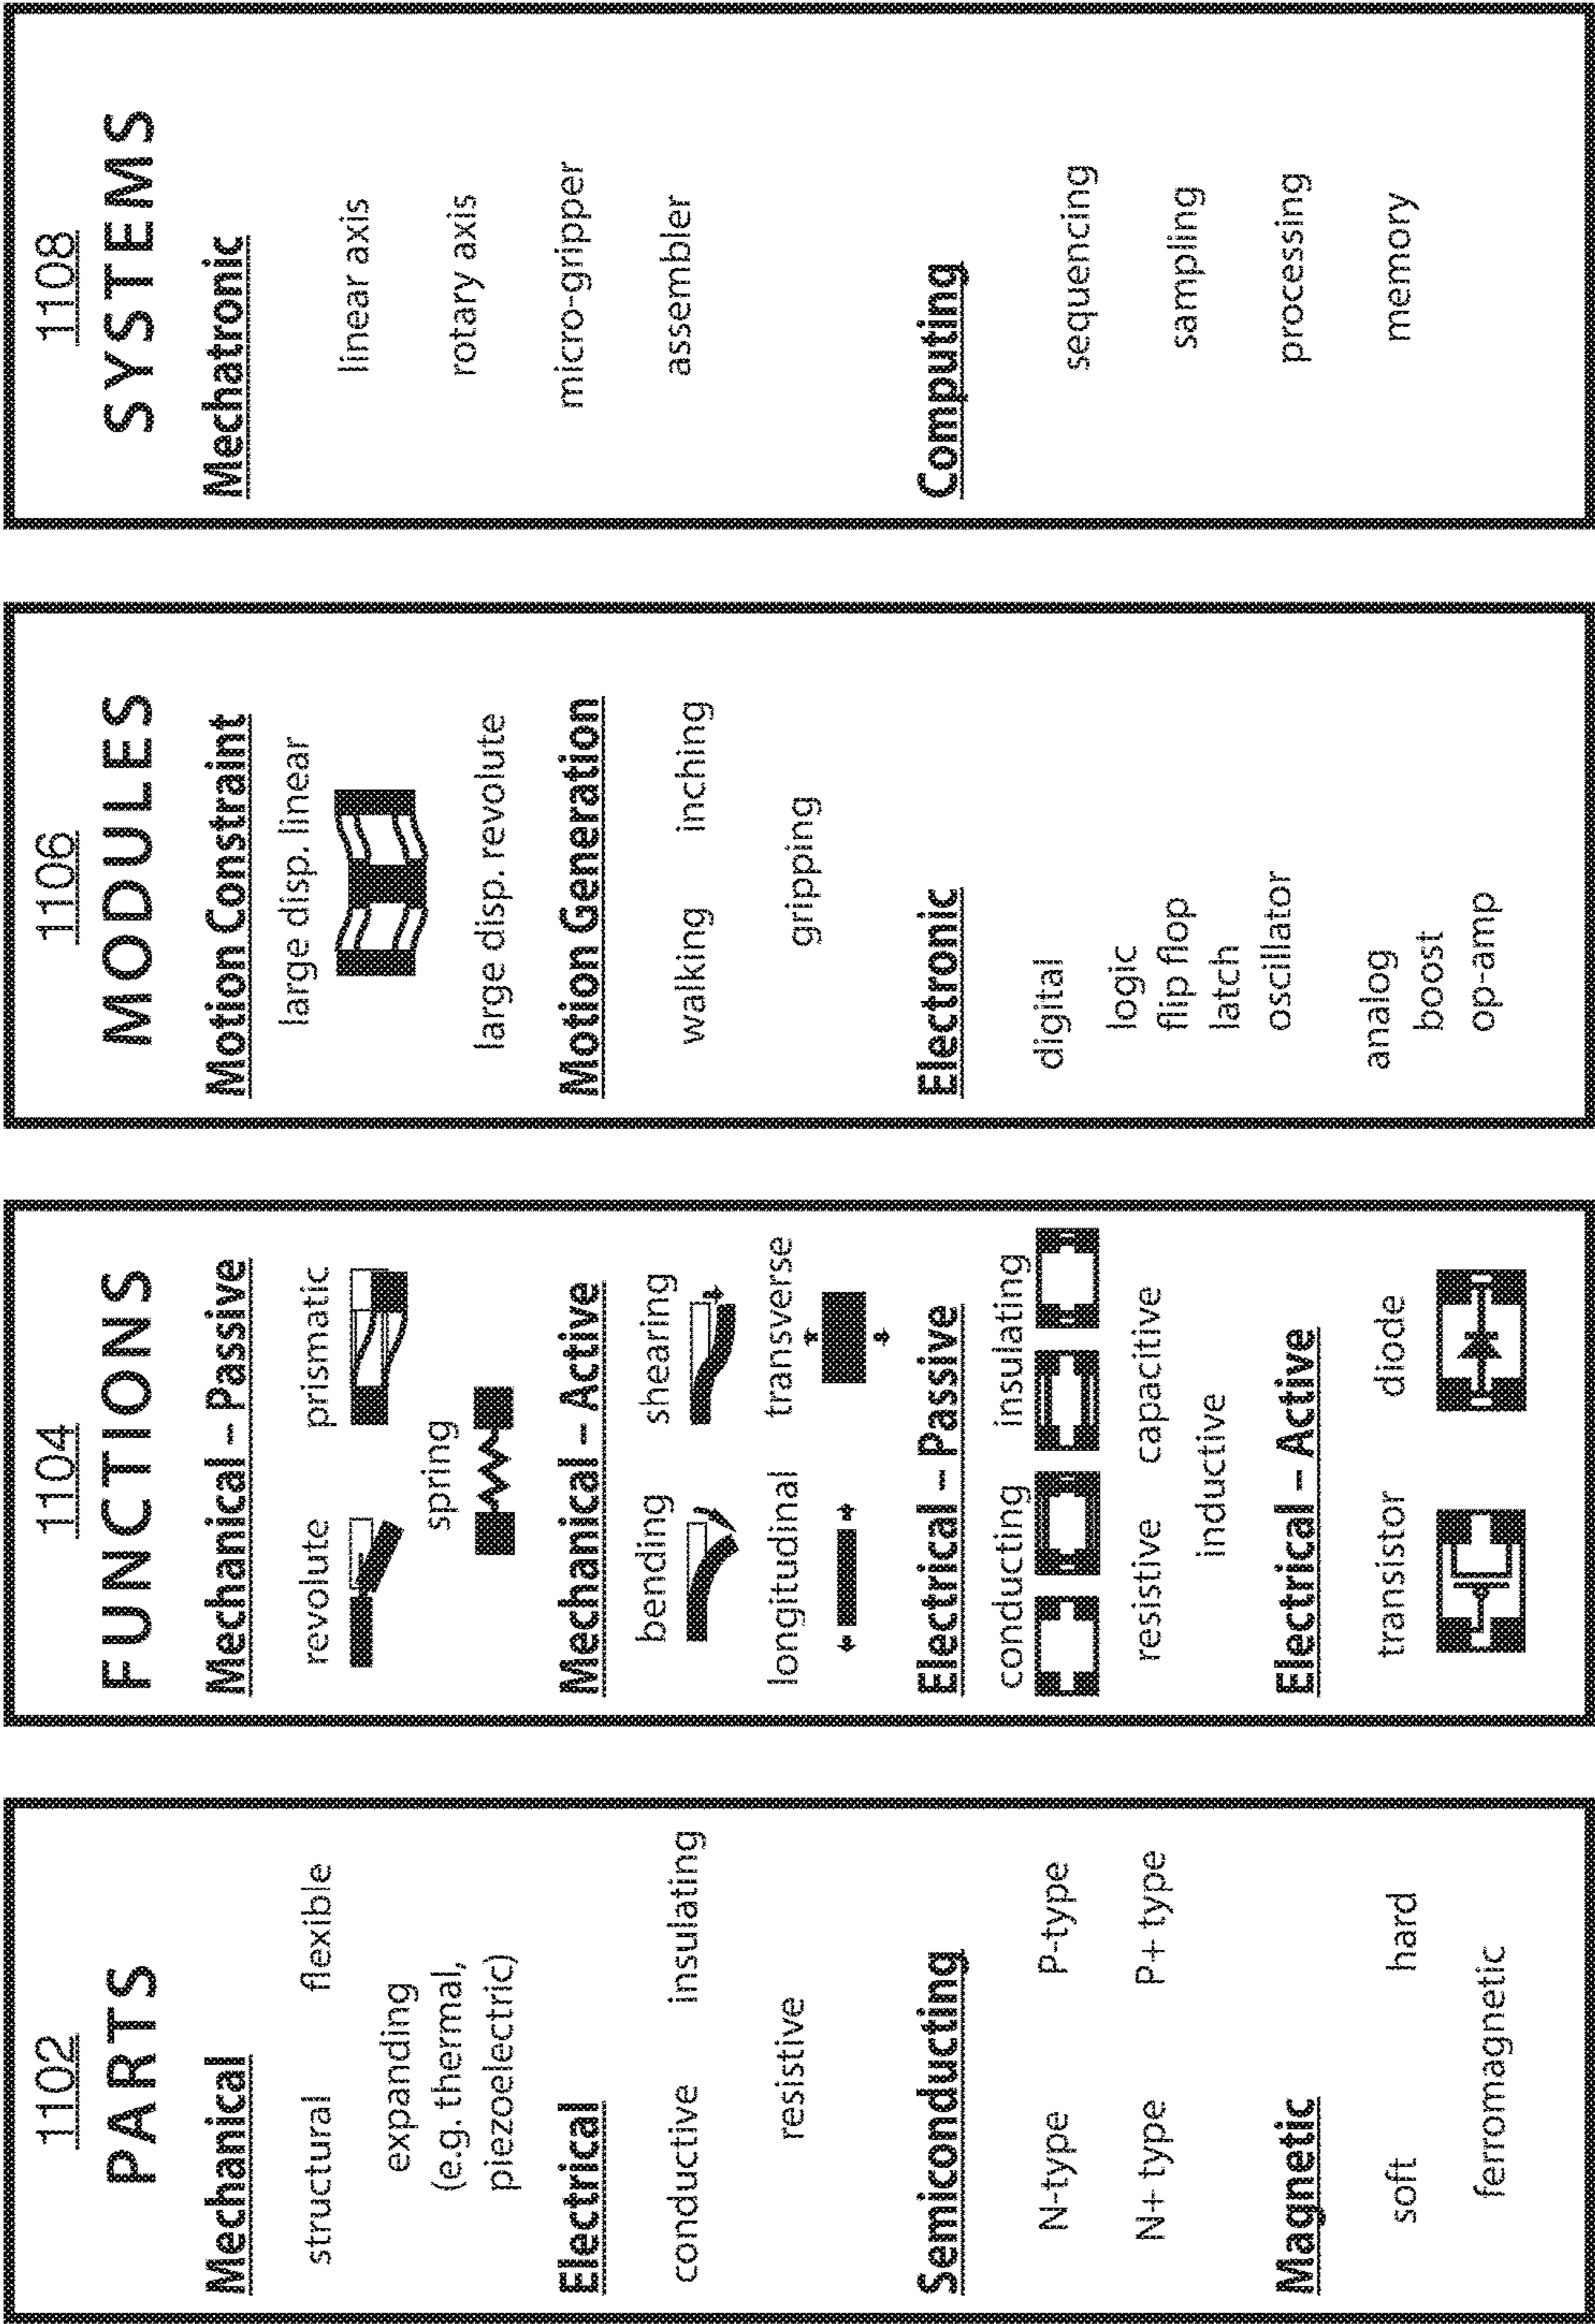 1102
PARTS
Mechanical
structural flexible
expanding
(e.g. thermal,
piezoelectric)
Electrical
conductive insulating
resistive
Semiconducting
N-type P-type
N+ type P+ type
Magnetic
soft hard
ferromagnetic
1104
FUNCTIONS
Mechanical – Passive
revolute prismatic
spring
Mechanical – Active
bending shearing
longitudinal transverse
Electrical – Passive
conducting insulating
resistive capacitive
inductive
Electrical – Active
transistor diode
1106
MODULES
Motion Constraint
large disp. linear
large disp. revolute
Motion Generation
walking inching
gripping
Electronic
digital
logic
flip flop
latch
oscillator
analog
boost
op-amp
1108
SYSTEMS
Mechatronic
linear axis
rotary axis
micro-gripper
assembler
Computing
sequencing
sampling
processing
memory